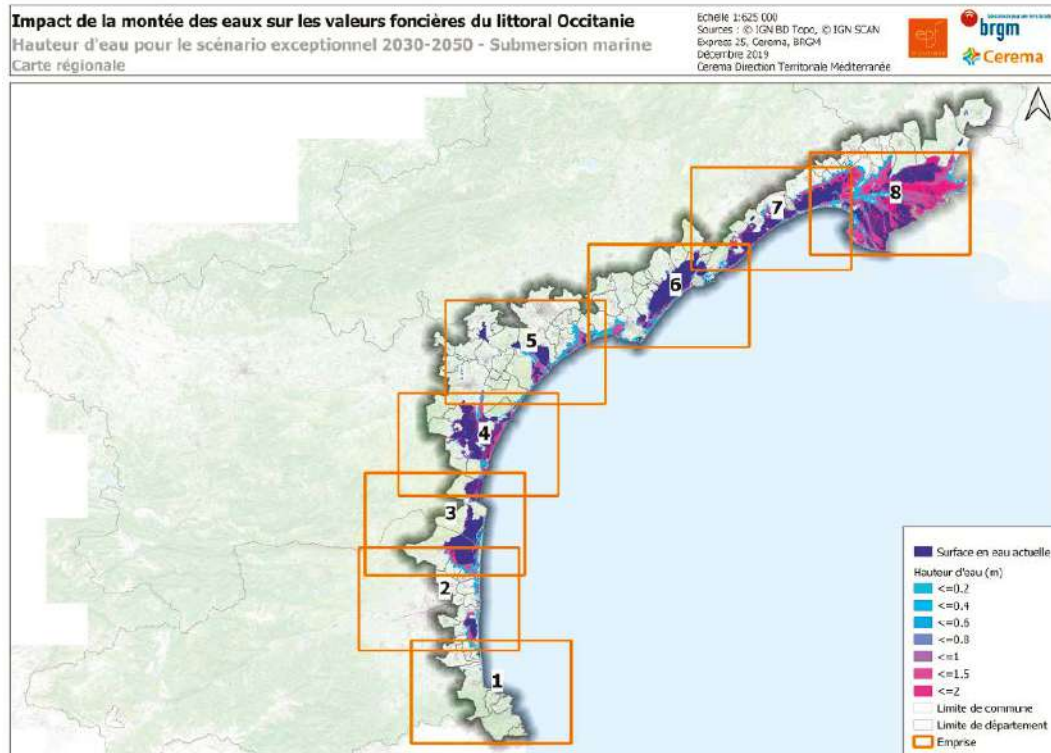 Impact de la montée des eaux sur les valeurs foncières du littoral Occitanie
Hauteur d'eau pour le scénario exceptionnel 2030-2050 - Submersion marine
Carte régionale
Echelle 1:625 000
Sources : © IGN BD Topo, © IGN SCAN
Express 25, Cerema, BRGM
Décembre 2019
Cerema Direction Territoriale Mediterranée
epf
brgm
Cerema
8
7
6
5
4
3
2
1
Surface en eau actuelle
Hauteur d'eau (m)
<=0.2
<=0.4
<=0.6
<=0.8
<=1
<=1.5
<=2
Limite de commune
Limite de département
Emprise